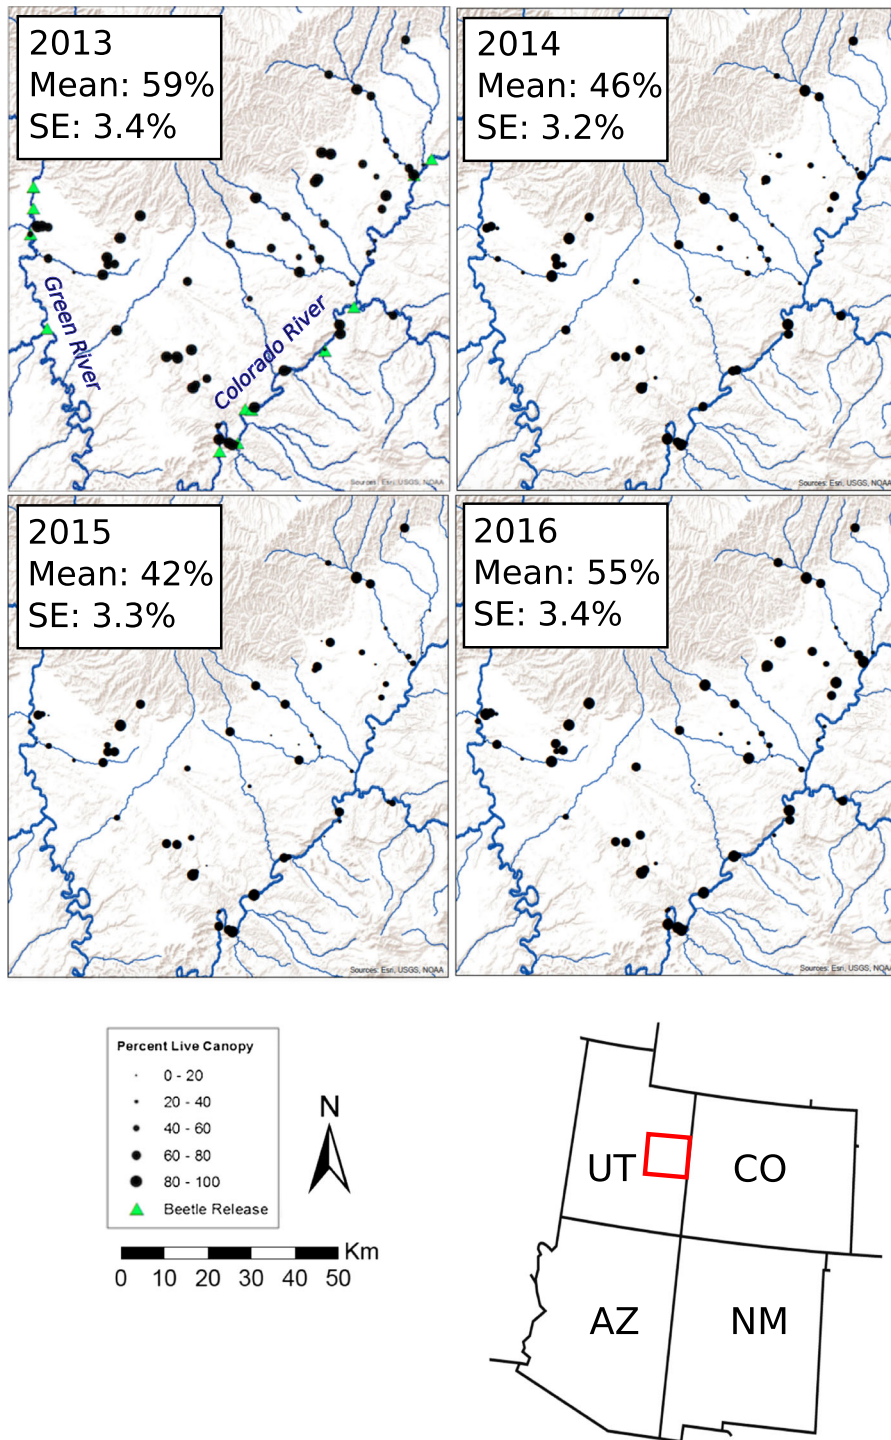 2013
Mean: 59%
SE: 3.4%
Green River
Colorado River
Sources: Esri, USGS, NOAA
2014
Mean: 46%
SE: 3.2%
Sources: Esri, USGS, NOAA
2015
Mean: 42%
SE: 3.3%
Sources: Esri, USGS, NOAA
2016
Mean: 55%
SE: 3.4%
Sources: Esri, USGS, NOAA
Percent Live Canopy
0 - 20
20 - 40
40 - 60
60 - 80
80 - 100
Beetle Release
N
Km
0 10 20 30 40 50
UT
CO
AZ
NM